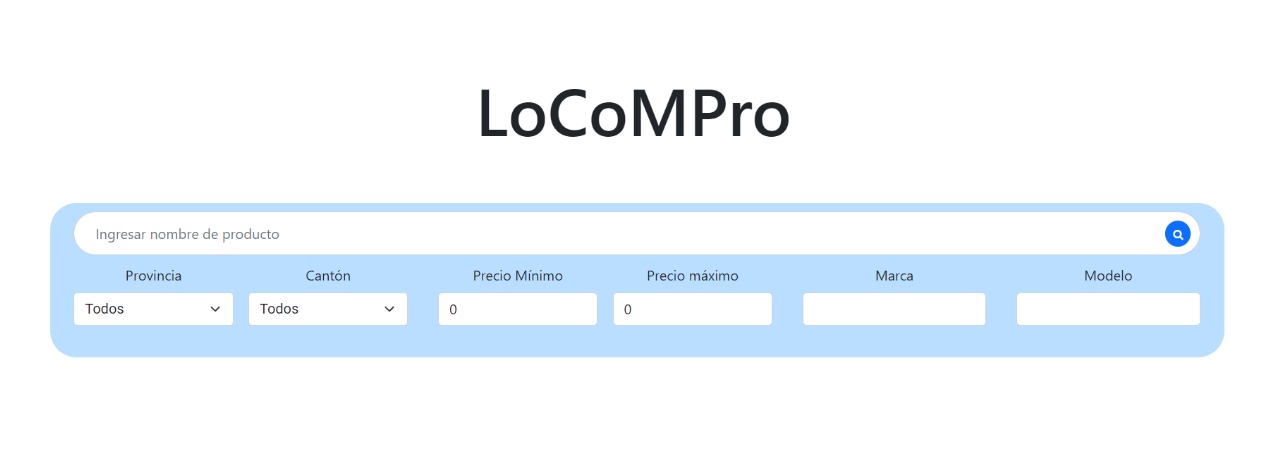 LoCoMPro
Ingresar nombre de producto
Provincia Cantón Precio Mínimo Precio máximo Marca Modelo
Todos Todos 0 0